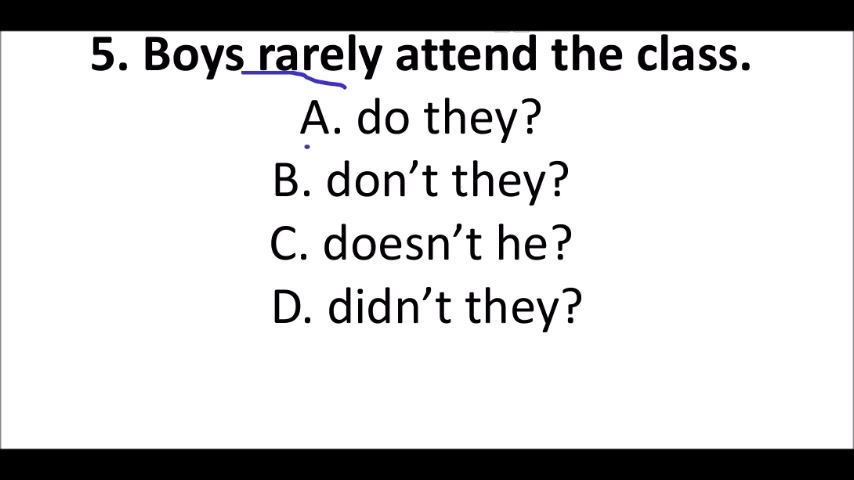 5. Boys rarely attend the class.
A. do they?
B. don't they?
C. doesn't he?
D. didn't they?